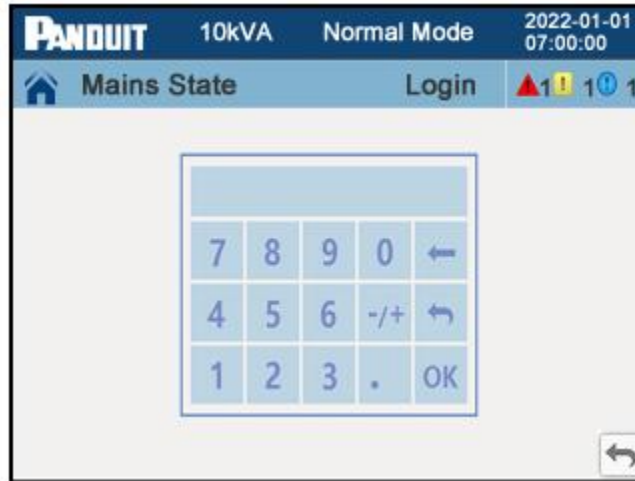 PANDUIT 10kVA Normal Mode 2022-01-01
07:00:00
Mains State Login 1 1 1
7 8 9 0
4 5 6 -/+
1 2 3 . OK